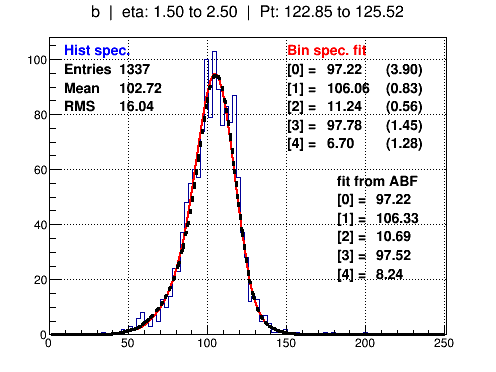 b | eta: 1.50 to 2.50 | Pt: 122.85 to 125.52
Hist spec.
Entries 1337
Mean 102.72
RMS 16.04
Bin spec. fit
[0] = 97.22 (3.90)
[1] = 106.06 (0.83)
[2] = 11.24 (0.56)
[3] = 97.78 (1.45)
[4] = 6.70 (1.28)
fit from ABF
[0] = 97.22
[1] = 106.33
[2] = 10.69
[3] = 97.52
[4] = 8.24
100
80
60
40
20
0
0 50 100 150 200 250